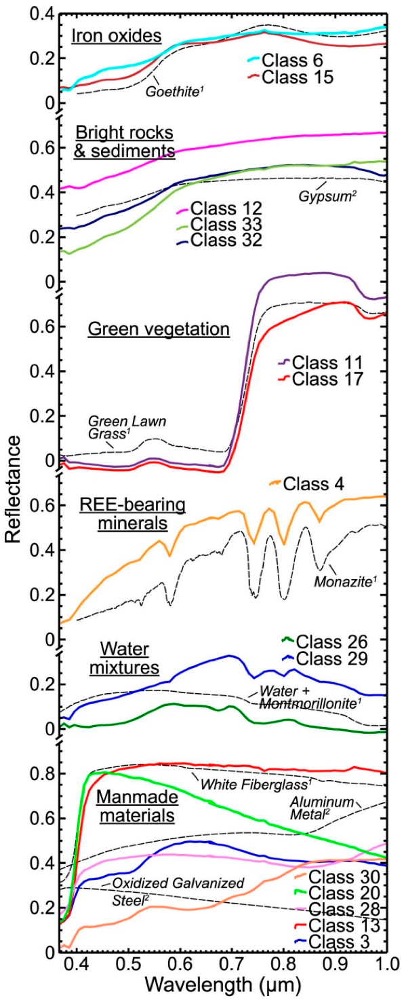 0.4
Iron oxides
Class 6
0.2
Class 15
Goethite1
0
Bright rocks
& sediments
0.6
0.4
Gypsum2
Class 12
Class 33
0.2
Class 32
0
0.6
Green vegetation
Class 11
0.4
Class 17
0.2
Green Lawn
Grass1
0
Reflectance
Class 4
0.6
REE-bearing
minerals
0.4
Monazite1
0.2
0
Class 26
Water
Class 29
mixtures
0.2
Water +
Montmorillonite1
0
0.8
White Fiberglass1
Manmade
materials
Aluminum
Metal2
0.6
0.4
Class 30
Oxidized Galvanized
Steel2
Class 20
0.2
Class 28
Class 13
Class 3
0
0.4 0.5 0.6 0.7 0.8 0.9 1.0
Wavelength (μm)